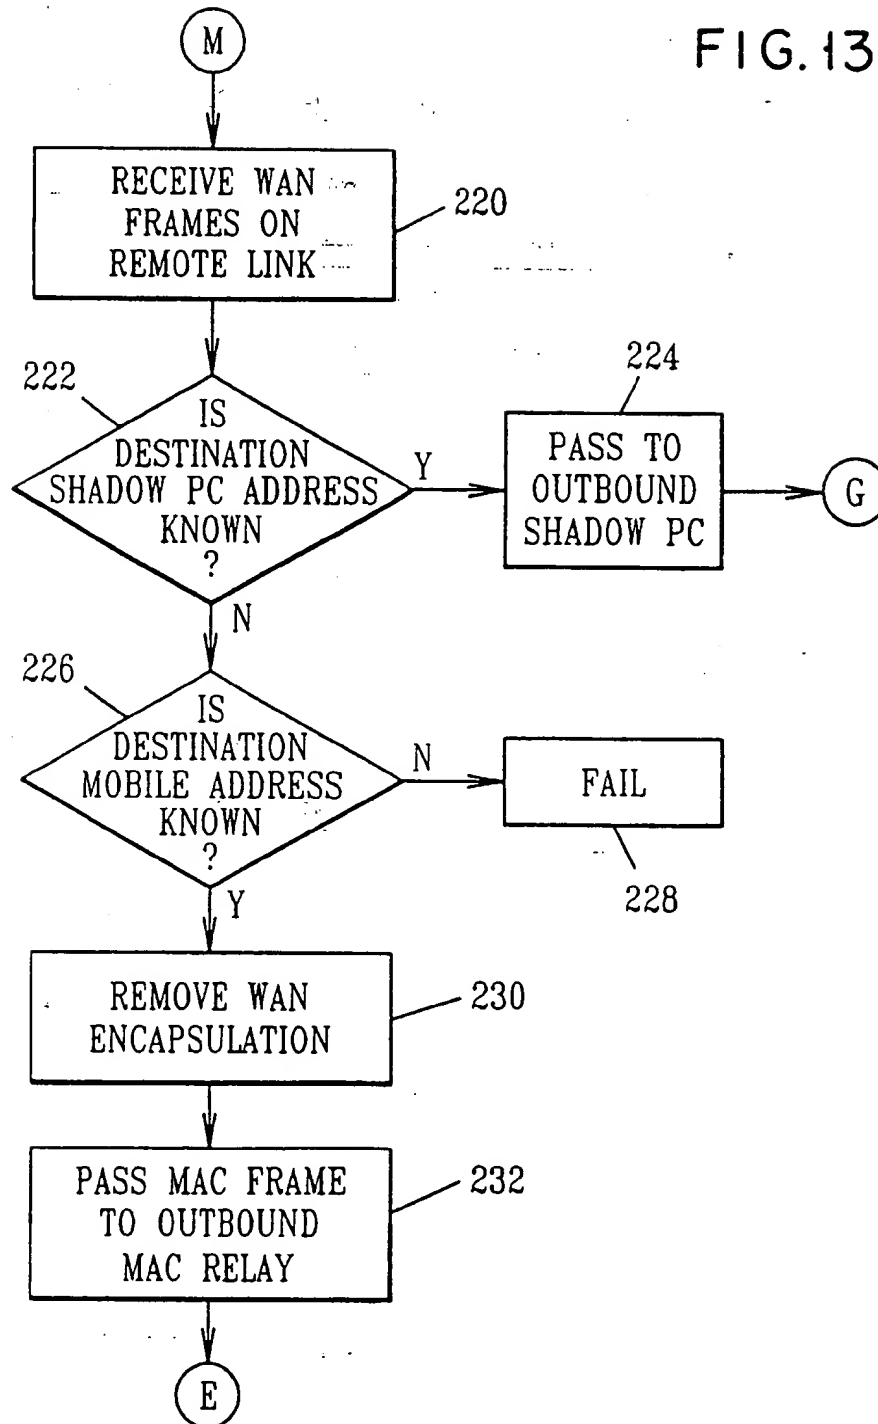 M
FIG. 13
RECEIVE WAN
FRAMES ON
REMOTE LINK
220
222
IS
DESTINATION
SHADOW PC ADDRESS
KNOWN
?
Y
224
PASS TO
OUTBOUND
SHADOW PC
G
N
226
IS
DESTINATION
MOBILE ADDRESS
KNOWN
?
N
FAIL
228
Y
REMOVE WAN
ENCAPSULATION
230
PASS MAC FRAME
TO OUTBOUND
MAC RELAY
232
E